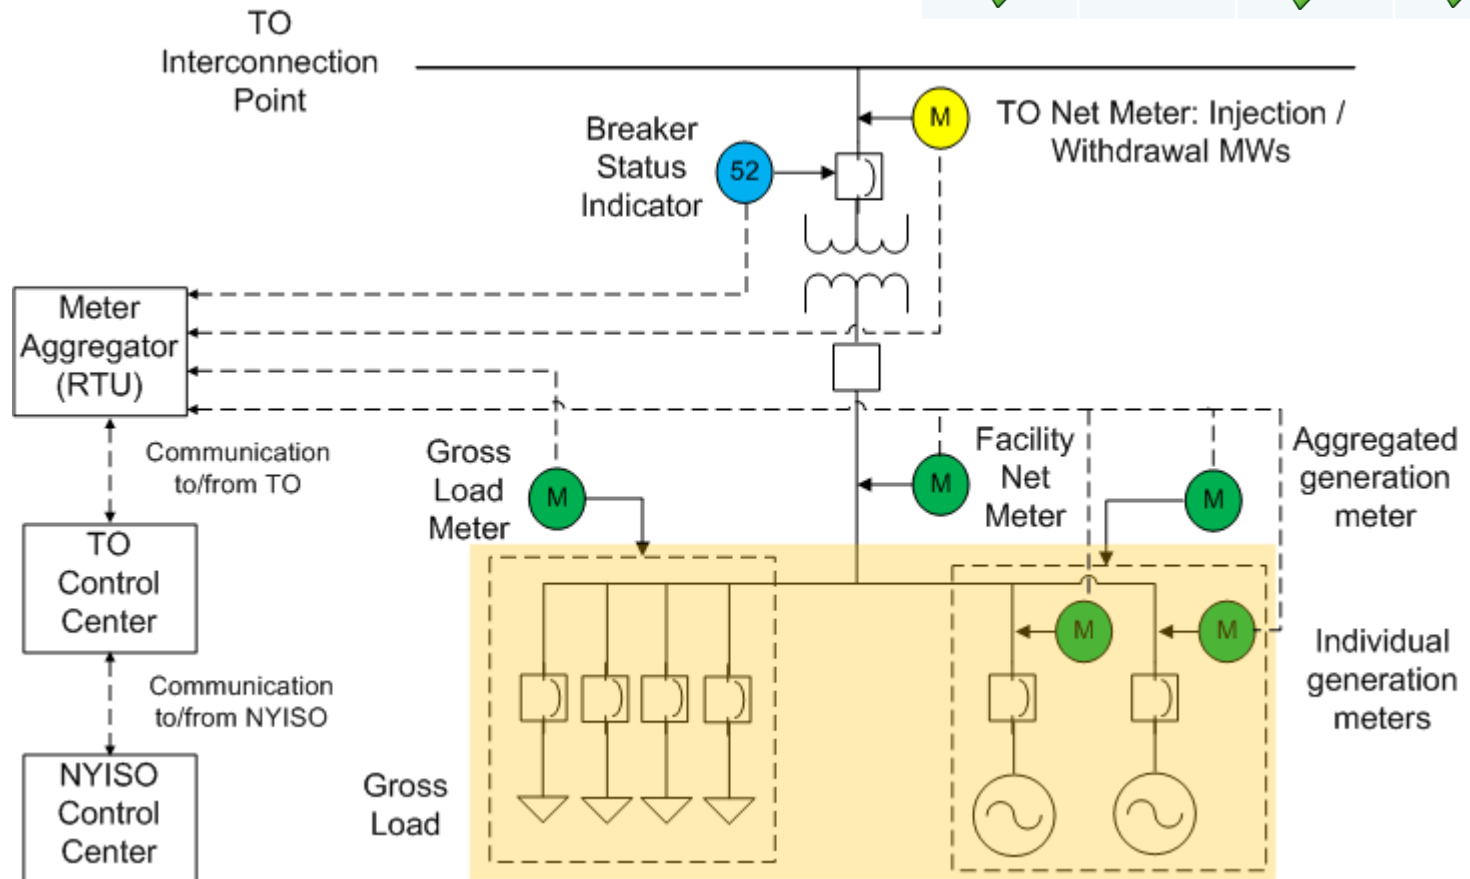 TO
Interconnection
Point
M
TO Net Meter: Injection /
Withdrawal MWs
Breaker
Status
Indicator
52
Meter
Aggregator
(RTU)
Communication
to/from TO
Gross
Load
Meter
M
M
Facility
Net
Meter
M
Aggregated
generation
meter
TO
Control
Center
M
M
Individual
generation
meters
Communication
to/from NYISO
NYISO
Control
Center
Gross
Load